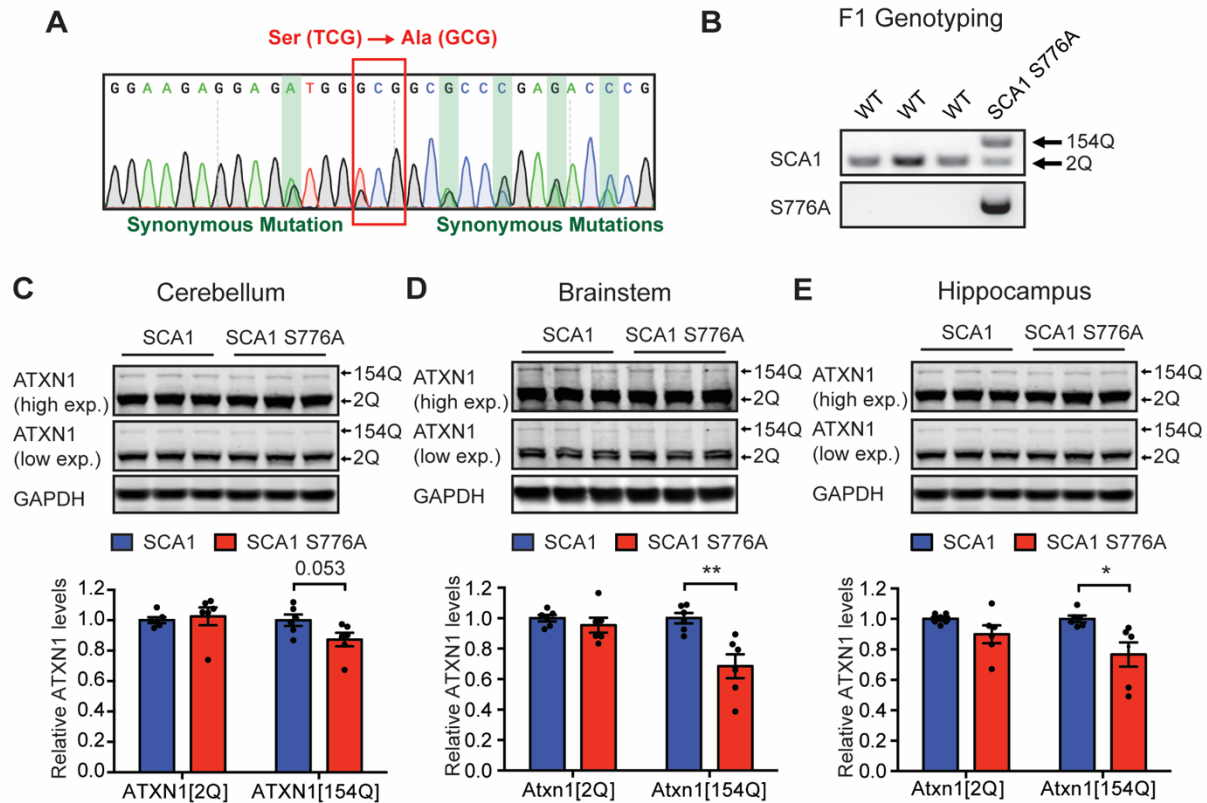 A
Ser (TCG) → Ala (GCG)
G G A A G A G G A G A T G G G C G G C G C C C G A G A C C C G
Synonymous Mutation
Synonymous Mutations
B
F1 Genotyping
WT
WT
WT
SCA1 S776A
SCA1
154Q
2Q
S776A
C
Cerebellum
SCA1
SCA1 S776A
ATXN1
(high exp.)
154Q
2Q
ATXN1
(low exp.)
154Q
2Q
GAPDH
SCA1
SCA1 S776A
Relative ATXN1 levels
1.2
1.0
0.8
0.6
0.4
0.2
0.0
0.053
ATXN1[2Q]
ATXN1[154Q]
D
Brainstem
SCA1
SCA1 S776A
ATXN1
(high exp.)
154Q
2Q
ATXN1
(low exp.)
154Q
2Q
GAPDH
SCA1
SCA1 S776A
Relative ATXN1 levels
1.2
1.0
0.8
0.6
0.4
0.2
0.0
**
Atxn1[2Q]
Atxn1[154Q]
E
Hippocampus
SCA1
SCA1 S776A
ATXN1
(high exp.)
154Q
2Q
ATXN1
(low exp.)
154Q
2Q
GAPDH
SCA1
SCA1 S776A
Relative ATXN1 levels
1.2
1.0
0.8
0.6
0.4
0.2
0.0
*
Atxn1[2Q]
Atxn1[154Q]